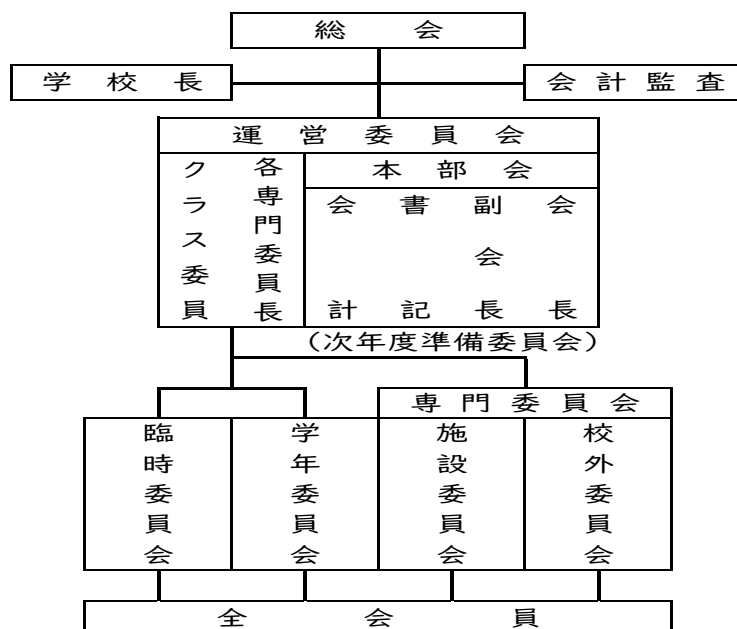 総会
学校長
会計監査
運営委員会
クラス委員
各専門委員長
本部会
会長
副会長
書記
会計
(次年度準備委員会)
専門委員会
臨時委員会
学年委員会
施設委員会
校外委員会
全会員